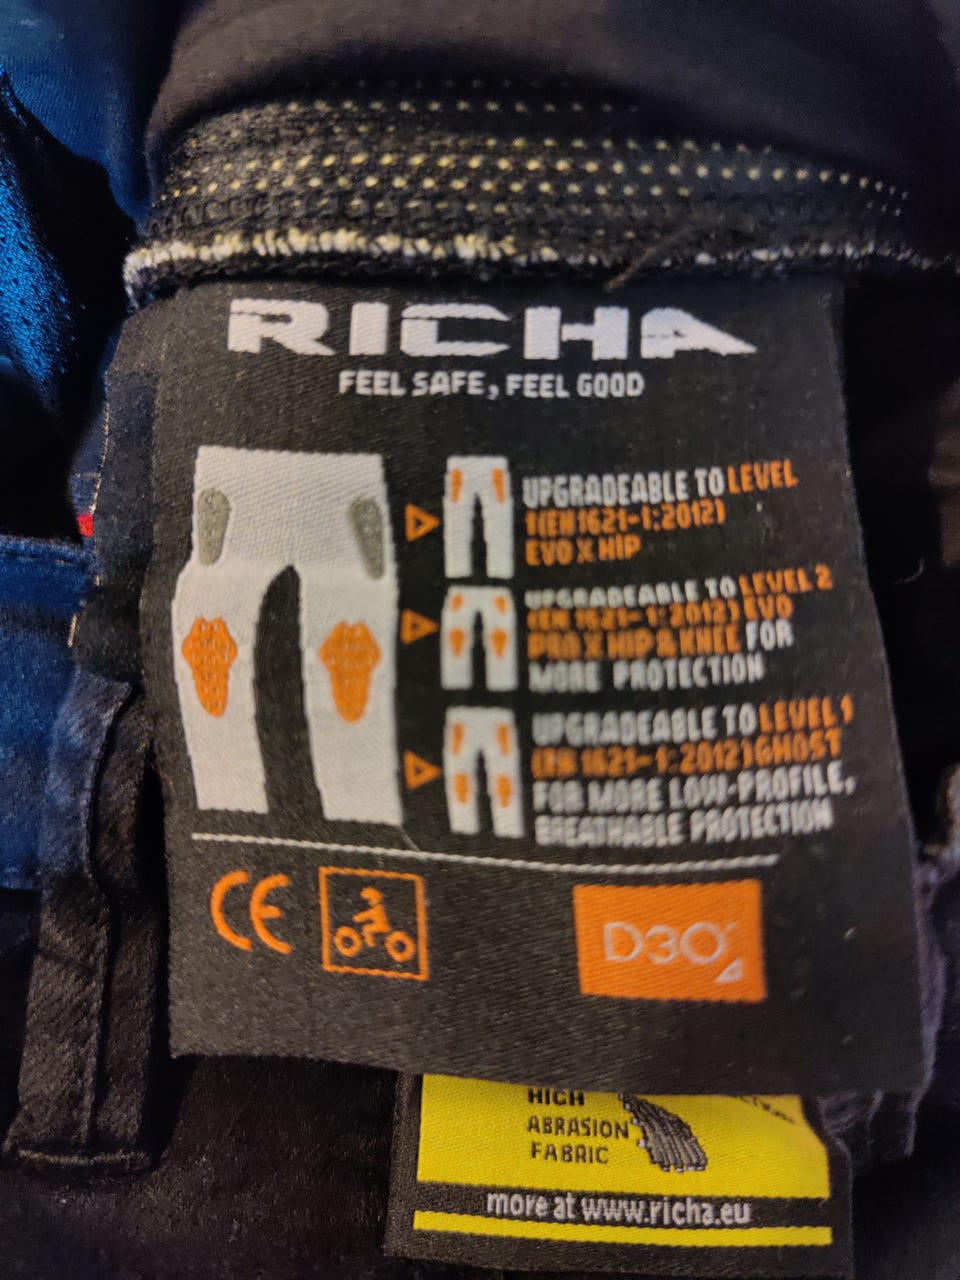 RICHA
FEEL SAFE, FEEL GOOD
UPGRADEABLE TO LEVEL
1(EN 1621-1:2012)
EVO X HIP
UPGRADEABLE TO LEVEL 2
(EN 1621-1:2012) EVO
PRO X HIP & KNEE FOR
MORE PROTECTION
UPGRADEABLE TO LEVEL 1
(EN 1621-1:2012)GHOST
FOR MORE LOW-PROFILE,
BREATHABLE PROTECTION
CE
D3O
HIGH
ABRASION
FABRIC
more at www.richa.eu